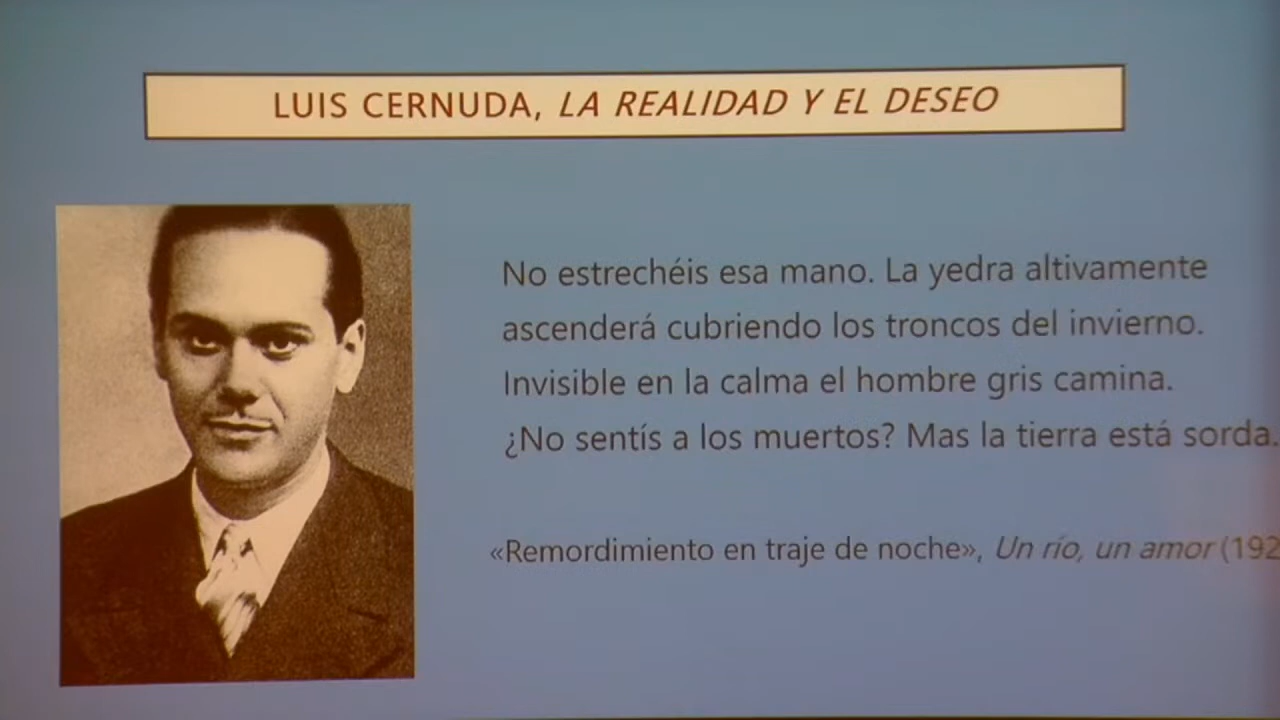 LUIS CERNUDA, LA REALIDAD Y EL DESEO
No estrechéis esa mano. La yedra altivamente
ascenderá cubriendo los troncos del invierno.
Invisible en la calma el hombre gris camina.
¿No sentís a los muertos? Mas la tierra está sorda.
«Remordimiento en traje de noche», Un río, un amor (192